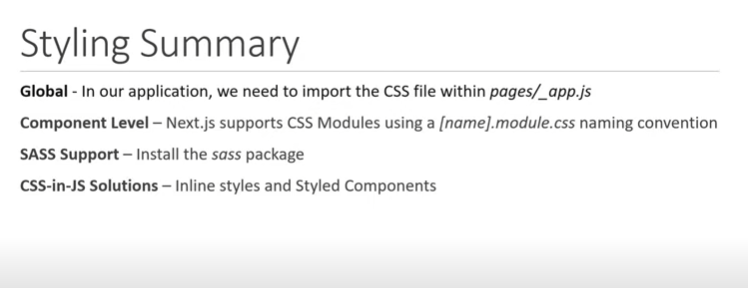 Styling Summary
Global - In our application, we need to import the CSS file within pages/_app.js
Component Level – Next.js supports CSS Modules using a [name].module.css naming convention
SASS Support – Install the sass package
CSS-in-JS Solutions – Inline styles and Styled Components